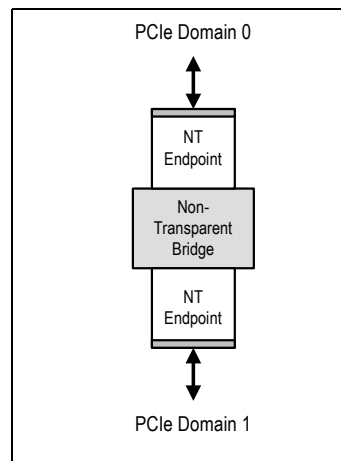 PCIe Domain 0
NT
Endpoint
Non-
Transparent
Bridge
NT
Endpoint
PCIe Domain 1